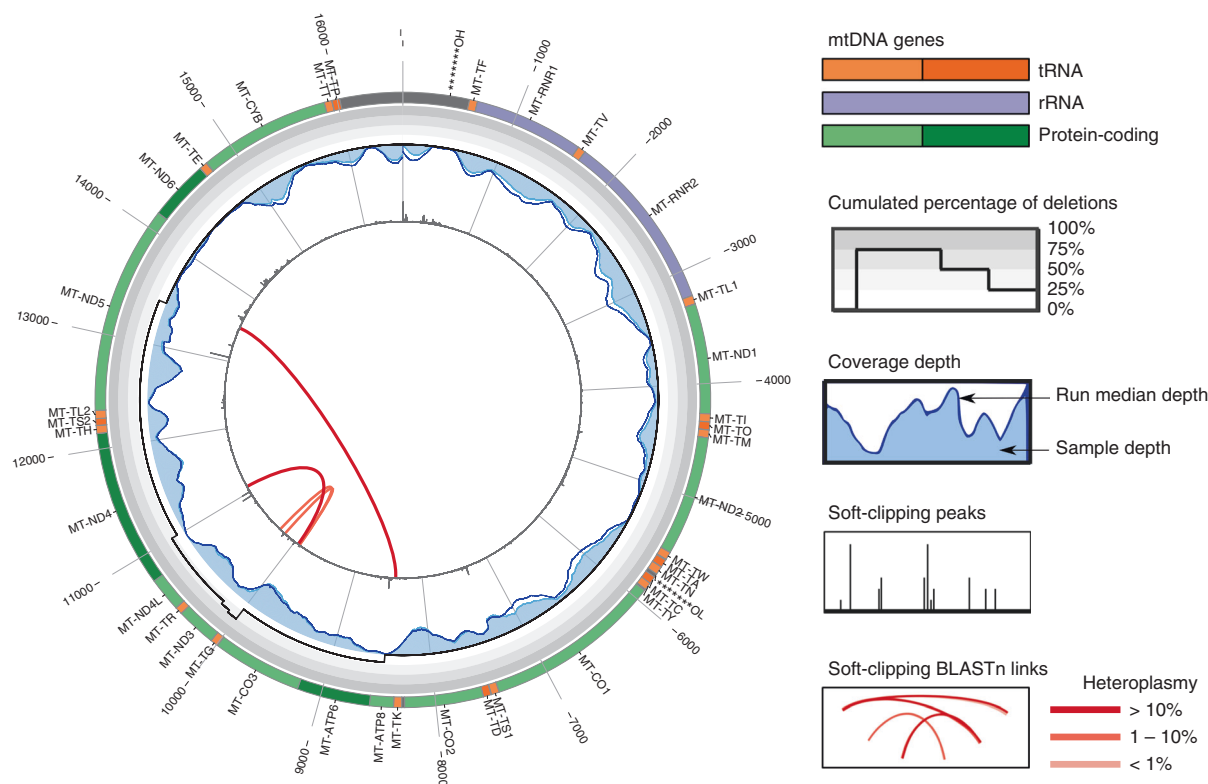 –
–
********OH
MT-TF
–1000
MT-RNR1
MT-TV
–2000
MT-RNR2
–3000
MT-TL1
MT-ND1
–4000
MT-TI
MT-TO
MT-TM
MT-ND2
–5000
MT-TW
MT-TA
MT-TN
MT-TC
MT-TY
–6000
MT-CO1
–7000
MT-TS1
MT-TD
–8000
MT-CO2
MT-TK
MT-ATP8
MT-ATP6
9000–
MT-CO3
10000–
MT-TG
MT-ND3
MT-TR
MT-ND4L
11000–
MT-ND4
12000–
MT-TH
MT-TS2
MT-TL2
13000–
MT-ND5
14000–
MT-ND6
MT-TE
15000–
MT-CYB
MT-TT
MT-TP
16000–
mtDNA genes
tRNA
rRNA
Protein-coding
Cumulated percentage of deletions
100%
75%
50%
25%
0%
Coverage depth
Run median depth
Sample depth
Soft-clipping peaks
Soft-clipping BLASTn links
Heteroplasmy
> 10%
1 – 10%
< 1%